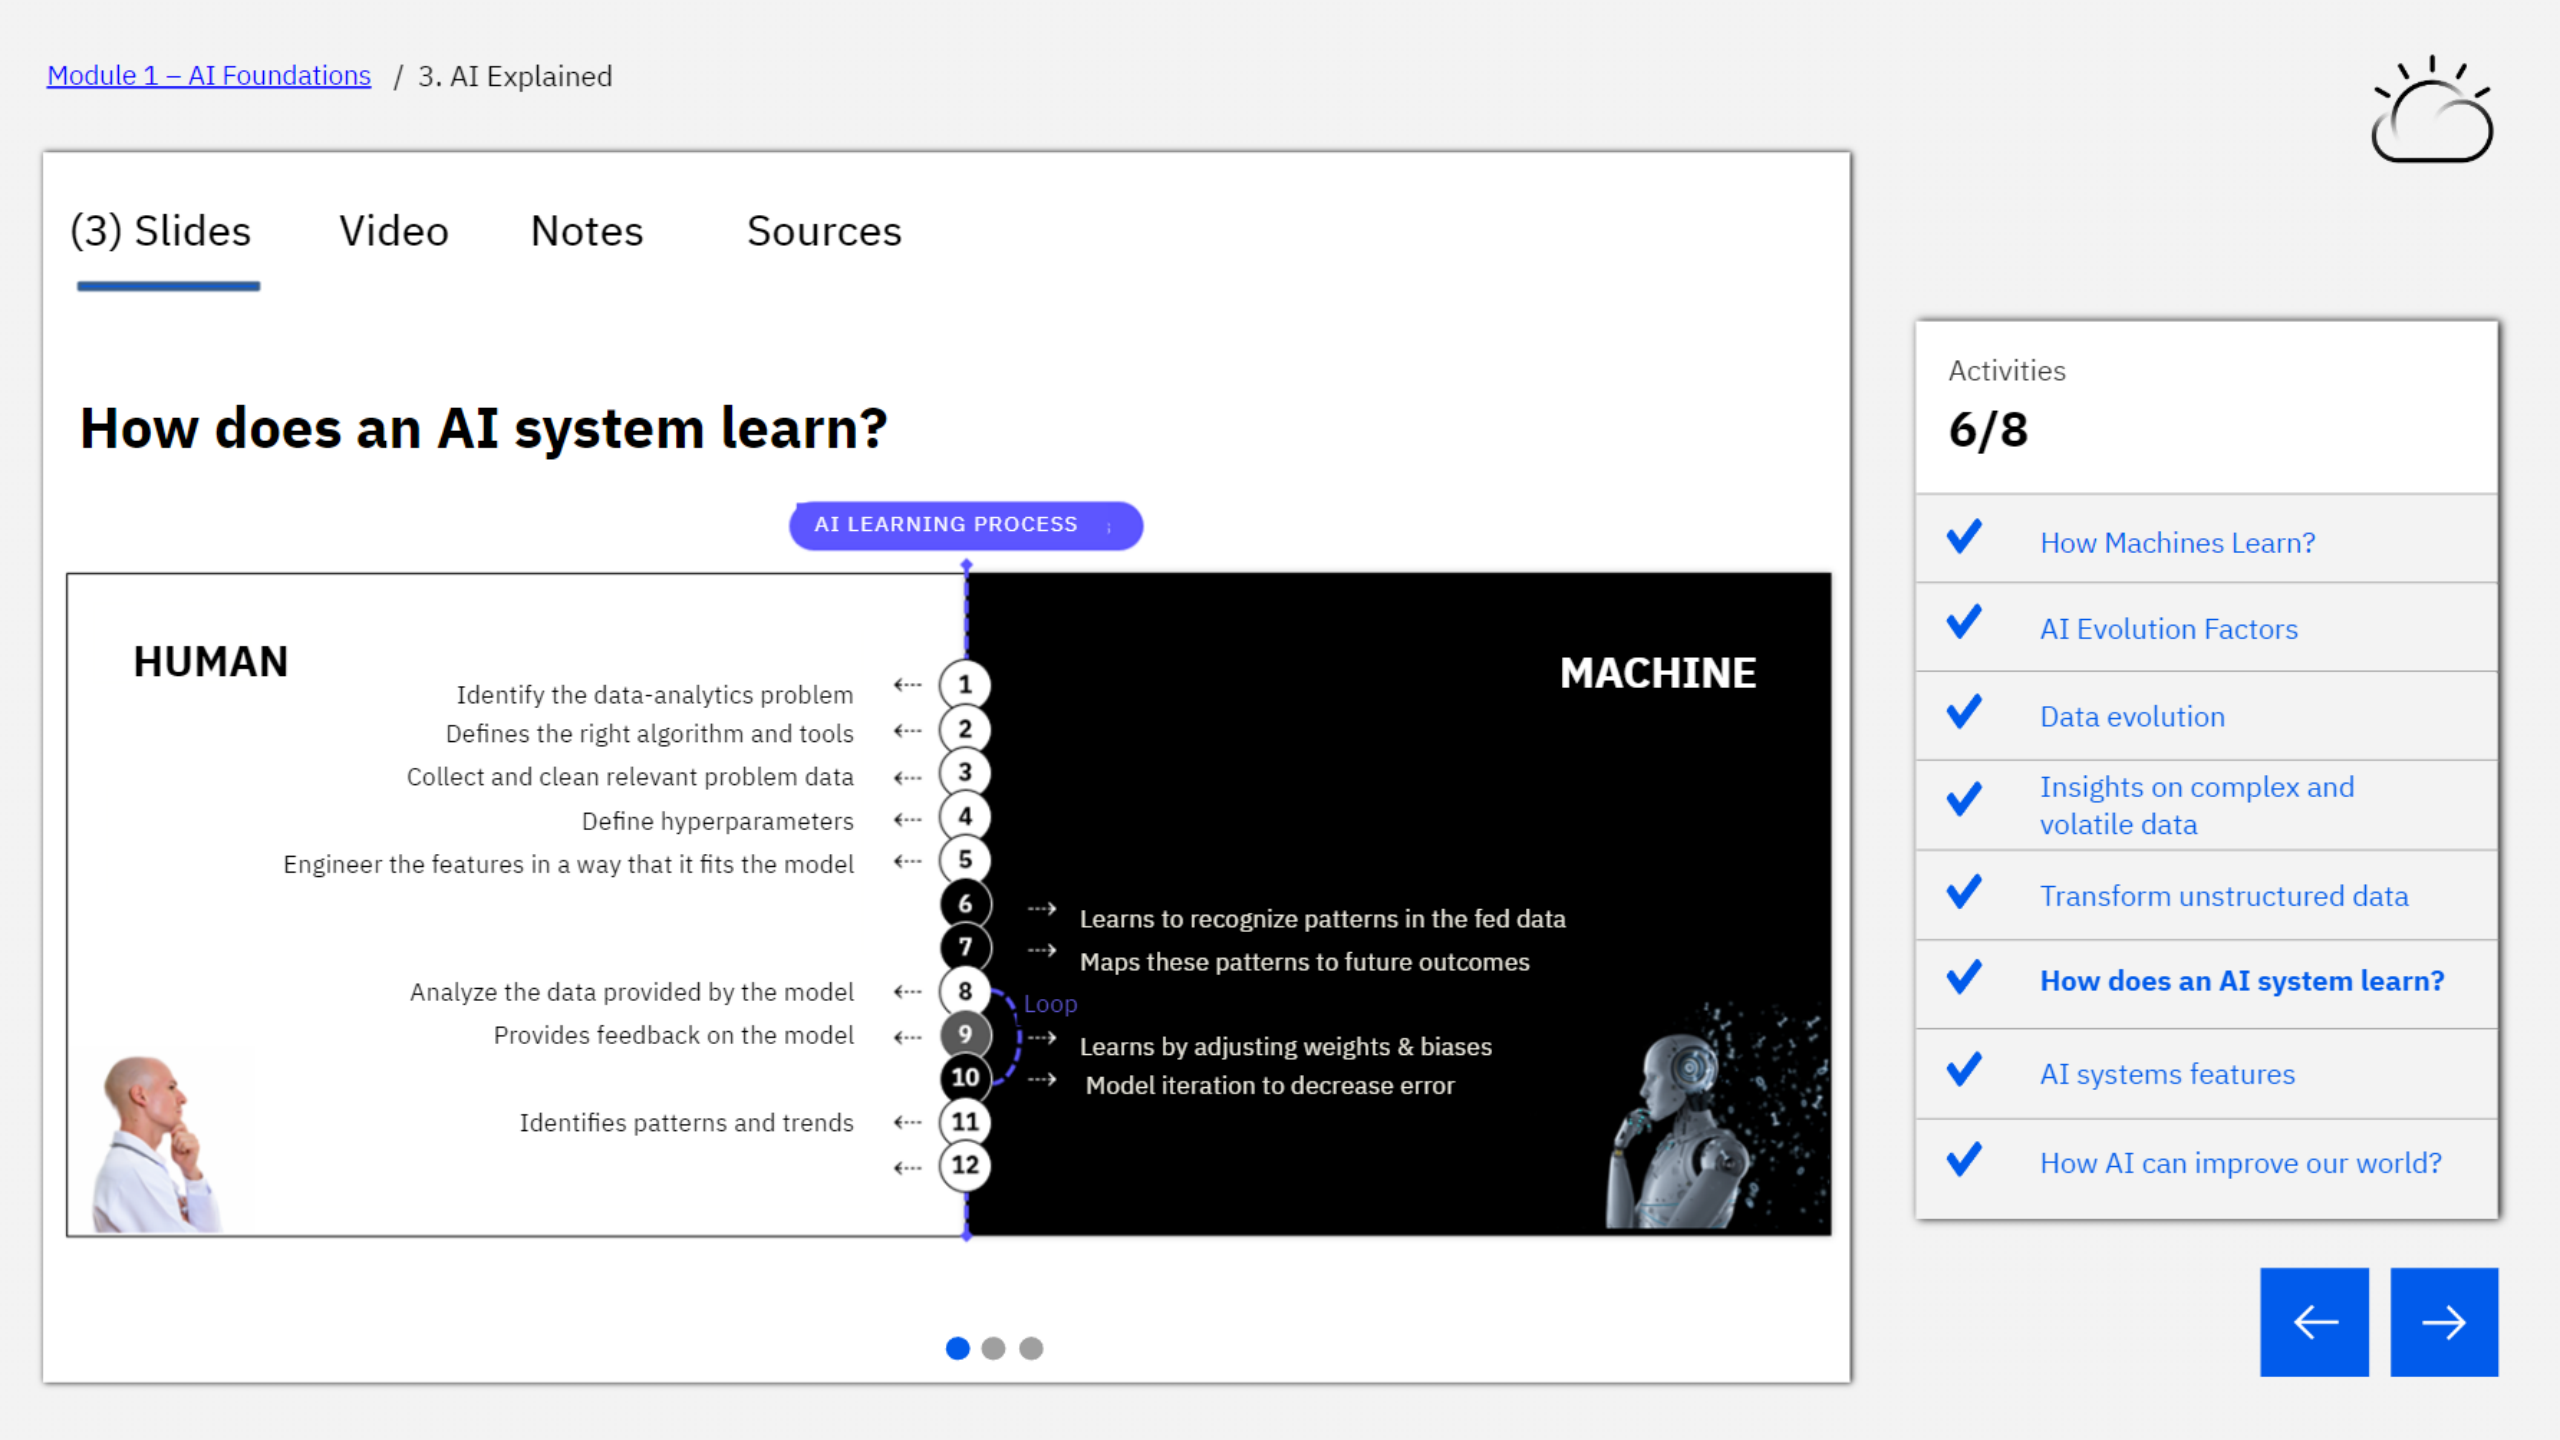 Module 1 – AI Foundations / 3. AI Explained
(3) Slides Video Notes Sources
How does an AI system learn?
AI LEARNING PROCESS
HUMAN
MACHINE
Identify the data-analytics problem
1
Defines the right algorithm and tools
2
Collect and clean relevant problem data
3
Define hyperparameters
4
Engineer the features in a way that it fits the model
5
6
Learns to recognize patterns in the fed data
7
Maps these patterns to future outcomes
Analyze the data provided by the model
8
Loop
Provides feedback on the model
9
Learns by adjusting weights & biases
10
Model iteration to decrease error
Identifies patterns and trends
11
12
Activities
6/8
How Machines Learn?
AI Evolution Factors
Data evolution
Insights on complex and
volatile data
Transform unstructured data
How does an AI system learn?
AI systems features
How AI can improve our world?